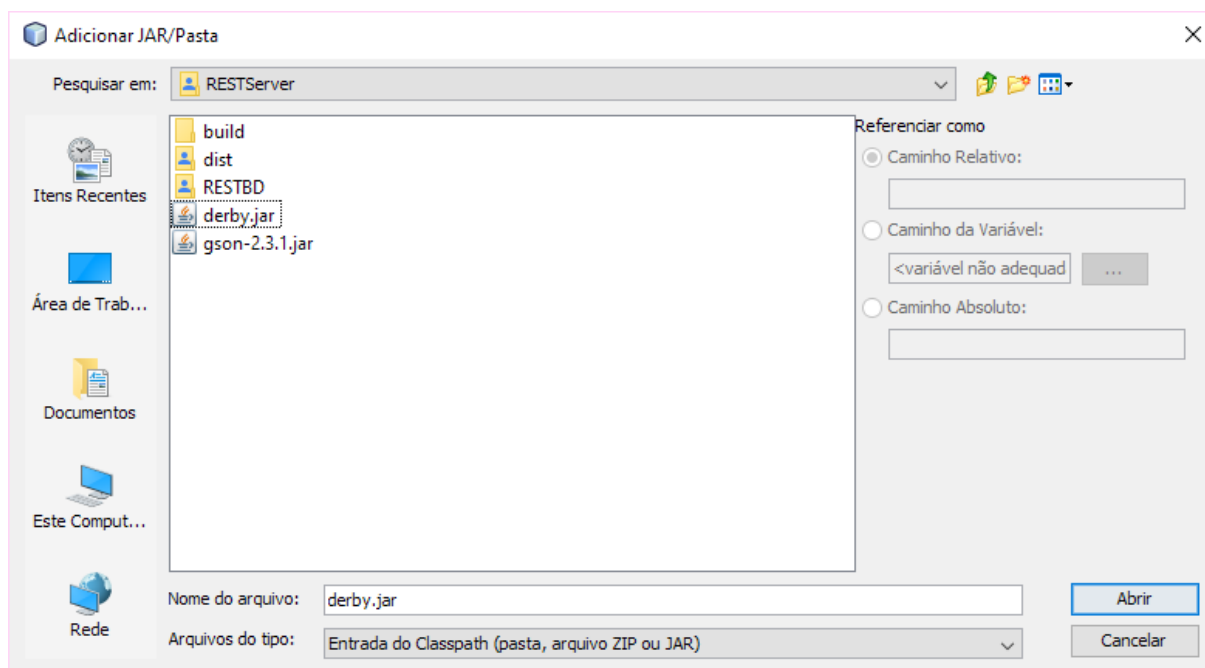 Adicionar JAR/Pasta
Pesquisar em:
RESTServer
Itens Recentes
Área de Trab...
Documentos
Este Comput...
Rede
build
dist
RESTBD
derby.jar
gson-2.3.1.jar
Referenciar como
Caminho Relativo:
Caminho da Variável:
<variável não adequad
...
Caminho Absoluto:
Nome do arquivo:
derby.jar
Abrir
Arquivos do tipo:
Entrada do Classpath (pasta, arquivo ZIP ou JAR)
Cancelar